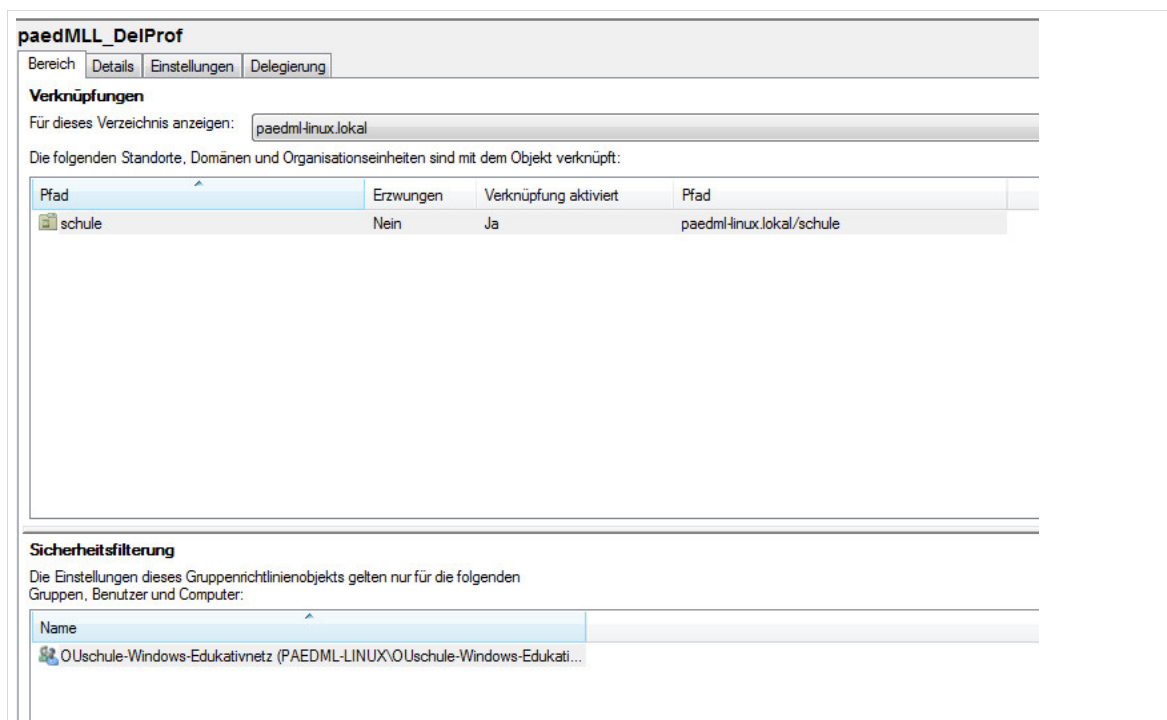 paedMLL_DelProf
Bereich Details Einstellungen Delegierung
Verknüpfungen
Für dieses Verzeichnis anzeigen: paedml-linux.lokal
Die folgenden Standorte, Domänen und Organisationseinheiten sind mit dem Objekt verknüpft:
Pfad Erzwungen Verknüpfung aktiviert Pfad
schule Nein Ja paedml-linux.lokal/schule
Sicherheitsfilterung
Die Einstellungen dieses Gruppenrichtlinienobjekts gelten nur für die folgenden
Gruppen, Benutzer und Computer:
Name
OUschule-Windows-Edukativnetz (PAEDML-LINUX\OUschule-Windows-Edukati...